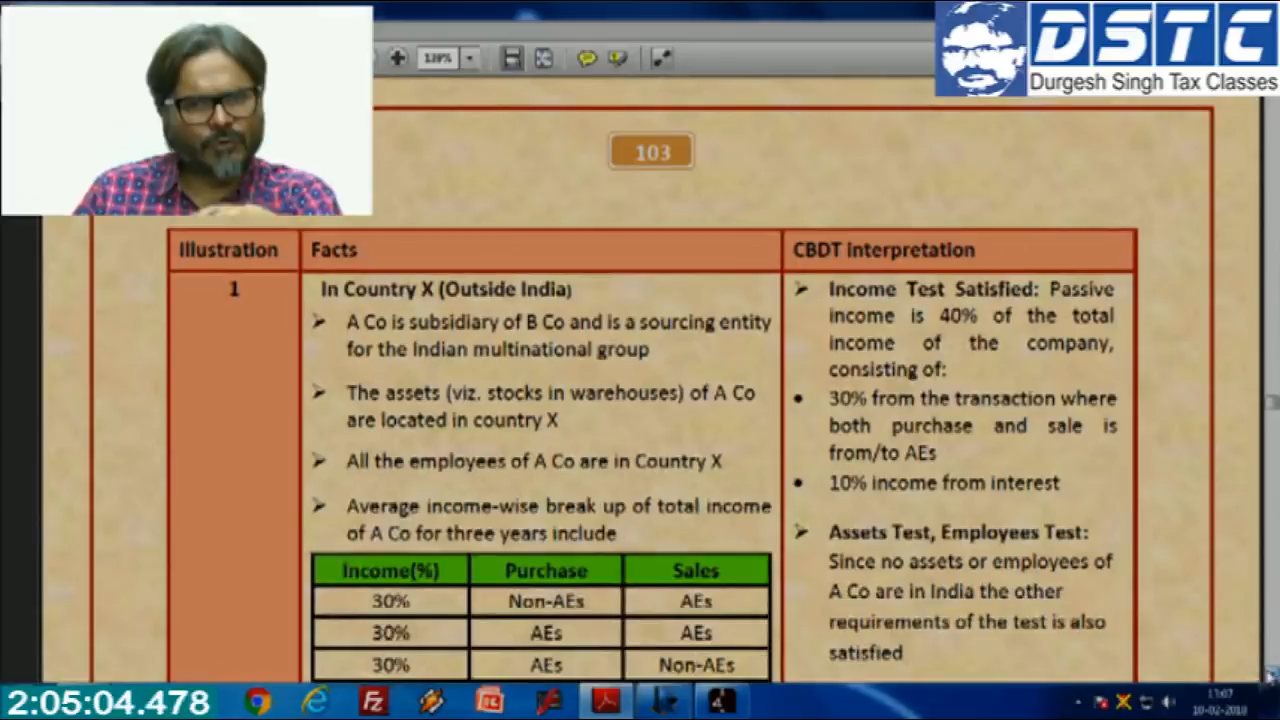 DSTC
Durgesh Singh Tax Classes
139%
103
Illustration
Facts
CBDT Interpretation
1
In Country X (Outside India)
A Co is subsidiary of B Co and is a sourcing entity
for the Indian multinational group
The assets (viz. stocks in warehouses) of A Co
are located in country X
All the employees of A Co are in Country X
Average income-wise break up of total income
of A Co for three years include
Income(%) Purchase Sales
30% Non-AEs AEs
30% AEs AEs
30% AEs Non-AEs
Income Test Satisfied: Passive
income is 40% of the total
income of the company,
consisting of:
30% from the transaction where
both purchase and sale is
from/to AEs
10% income from interest
Assets Test, Employees Test:
Since no assets or employees of
A Co are in India the other
requirements of the test is also
satisfied
2:05:04.478
17:07
10-02-2018